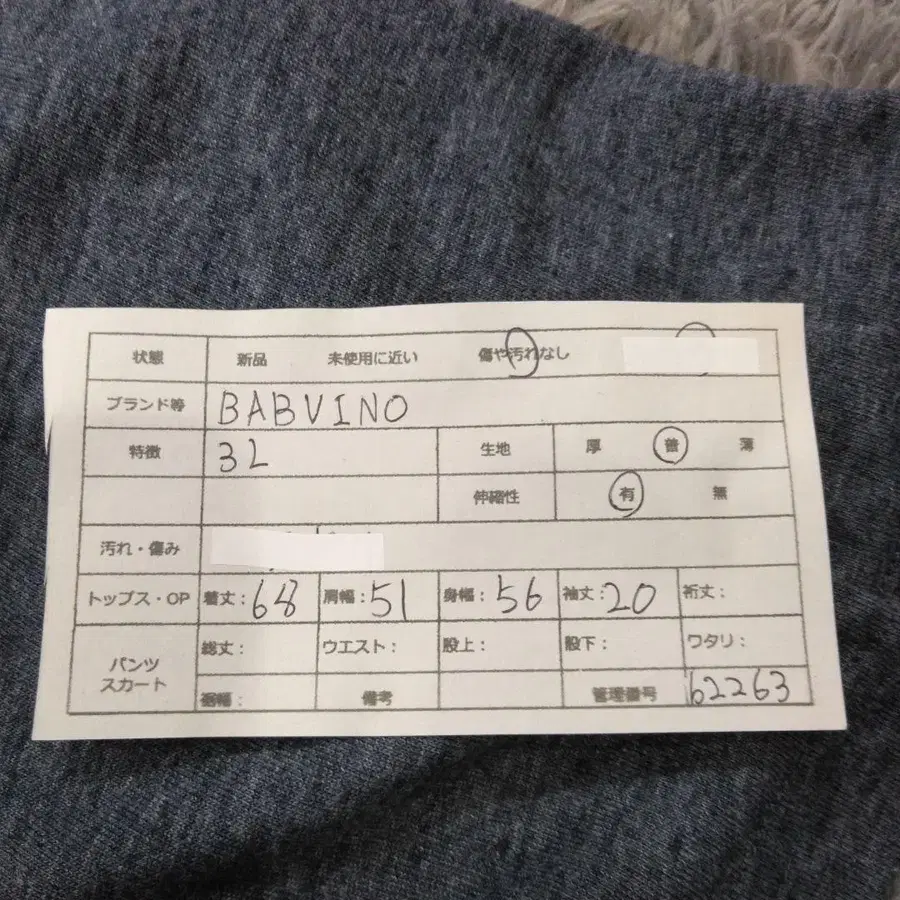 状態 新品 未使用に近い 傷や汚れなし
ブランド等 BABVINO
特徴 3L 生地 厚 普 薄
伸縮性 有 無
汚れ・傷み
トップス・OP 着丈：68 肩幅：51 身幅：56 袖丈：20 裄丈：
パンツ スカート 総丈： ウエスト： 股上： 股下： ワタリ：
裾幅： 備考 管理番号 62263